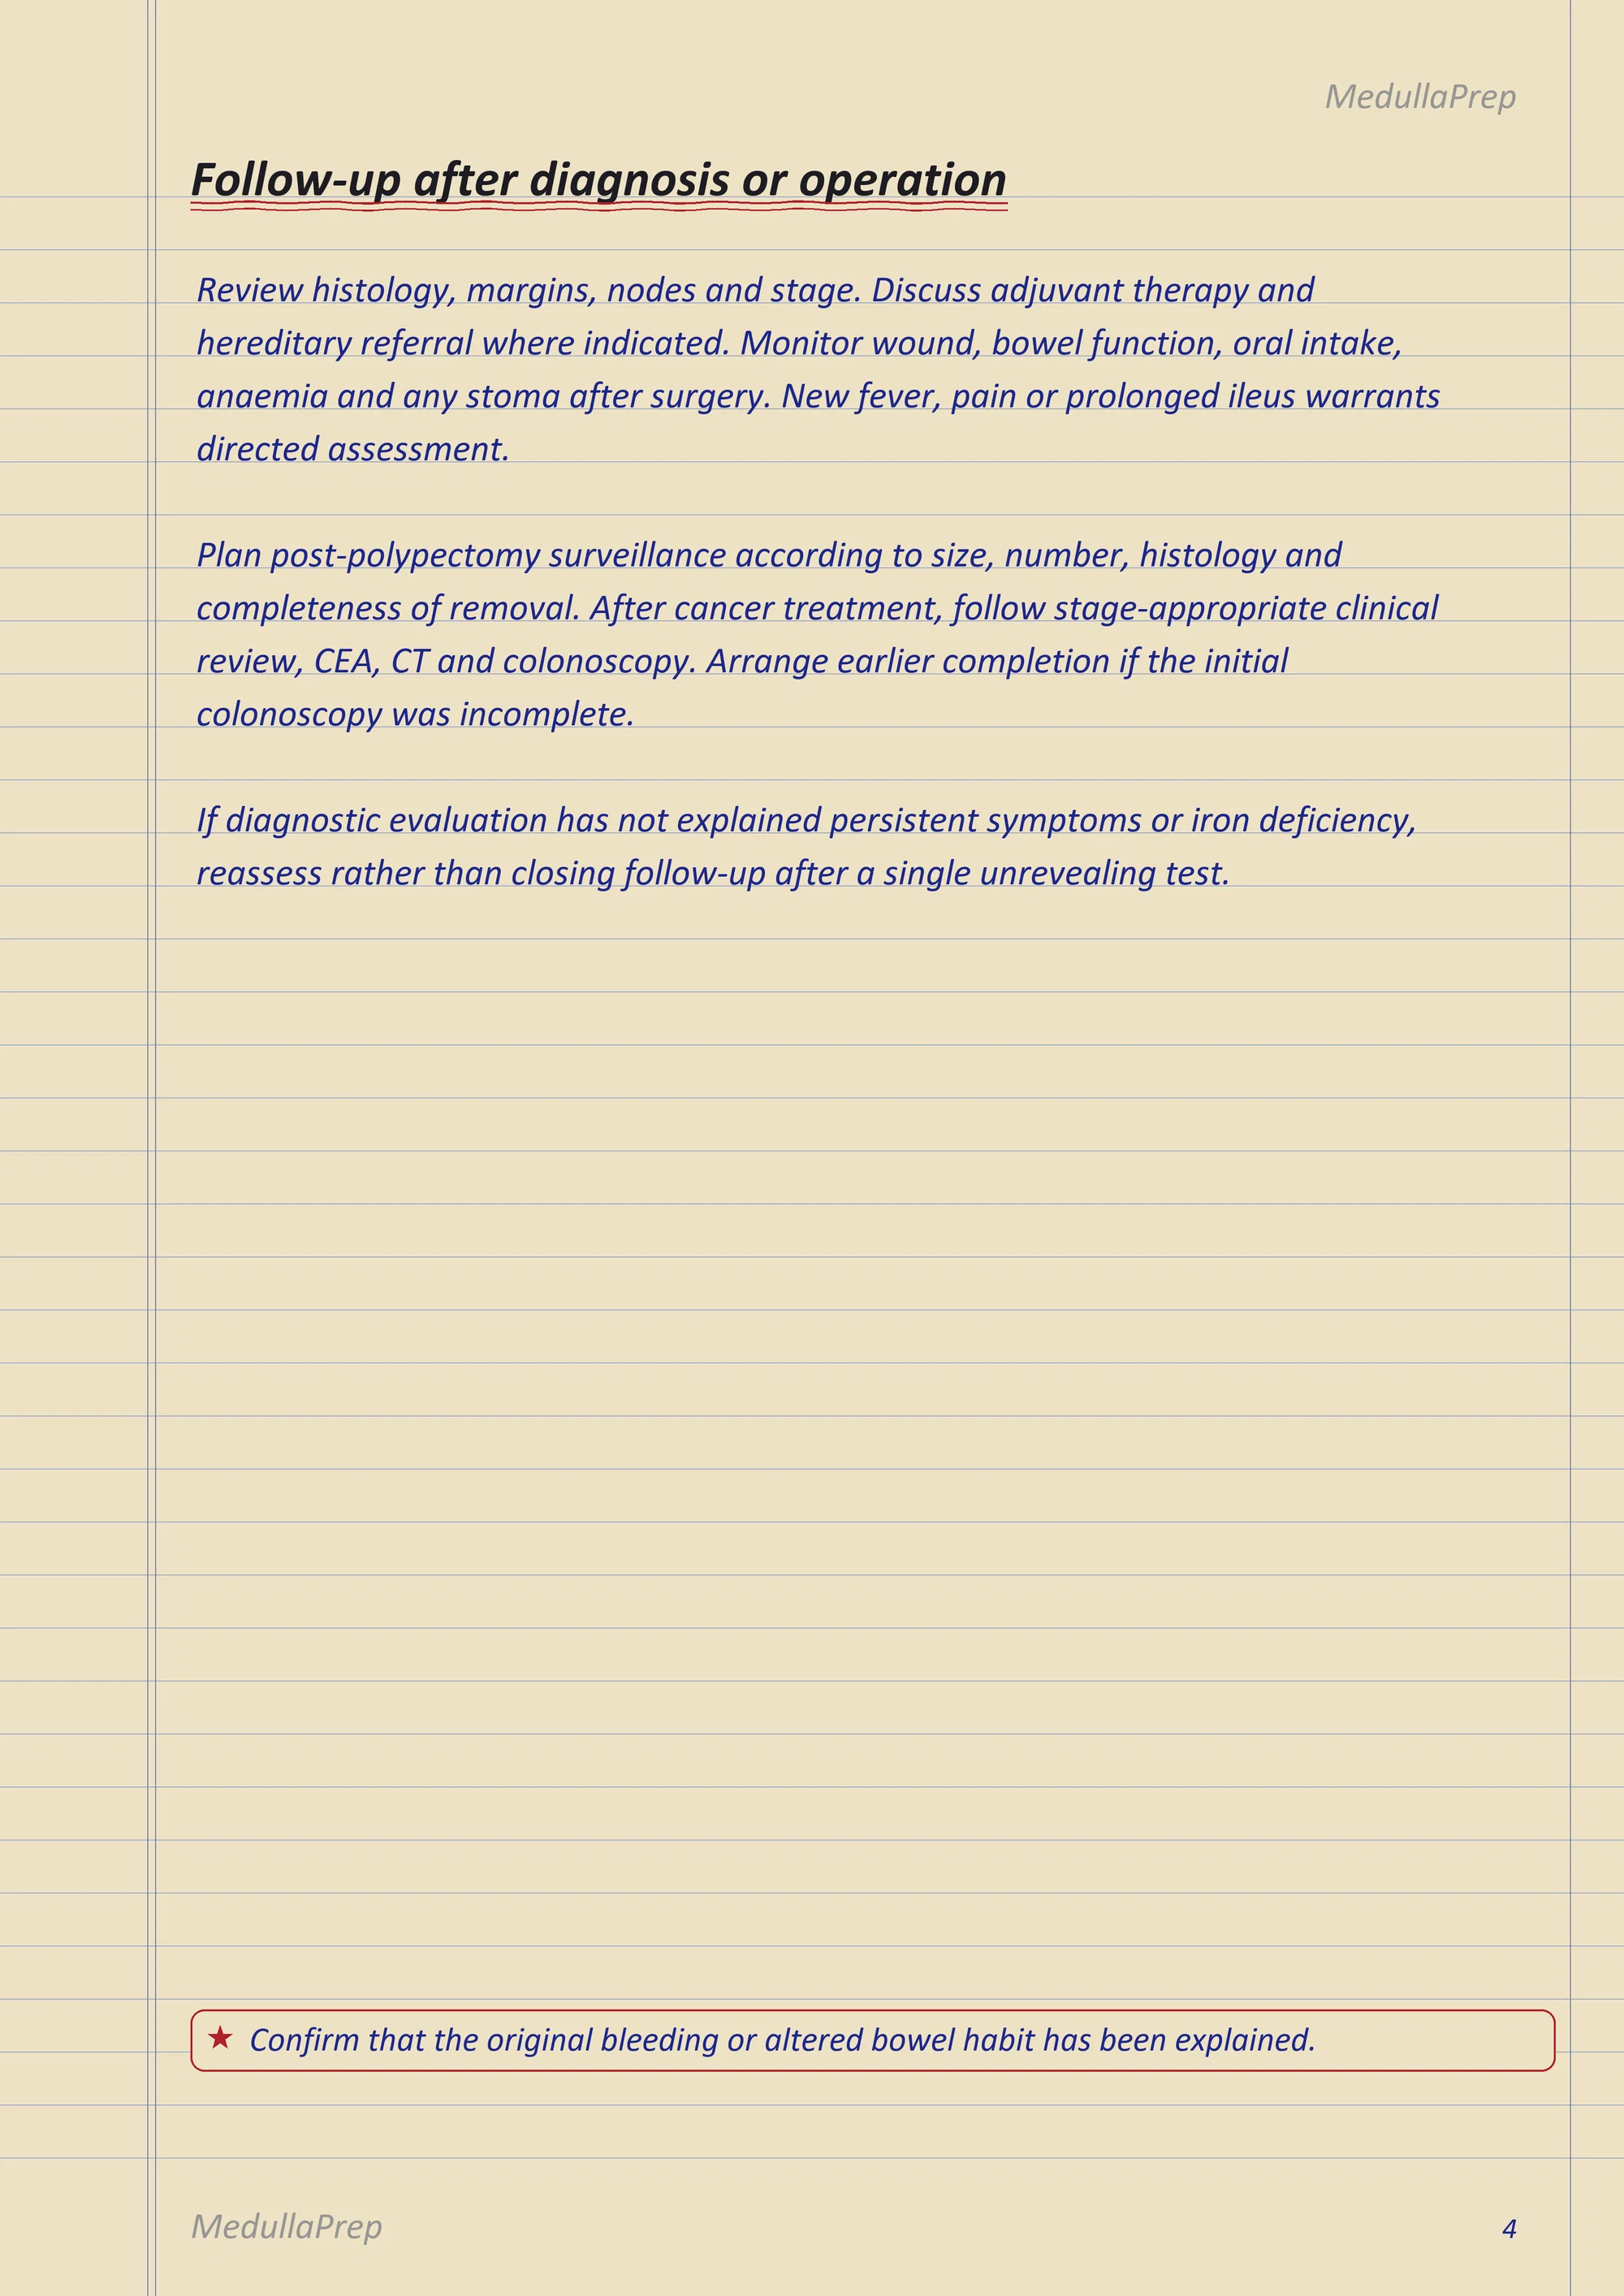 MedullaPrep
Follow-up after diagnosis or operation
Review histology, margins, nodes and stage. Discuss adjuvant therapy and
hereditary referral where indicated. Monitor wound, bowel function, oral intake,
anaemia and any stoma after surgery. New fever, pain or prolonged ileus warrants
directed assessment.
Plan post-polypectomy surveillance according to size, number, histology and
completeness of removal. After cancer treatment, follow stage-appropriate clinical
review, CEA, CT and colonoscopy. Arrange earlier completion if the initial
colonoscopy was incomplete.
If diagnostic evaluation has not explained persistent symptoms or iron deficiency,
reassess rather than closing follow-up after a single unrevealing test.
★ Confirm that the original bleeding or altered bowel habit has been explained.
MedullaPrep
4